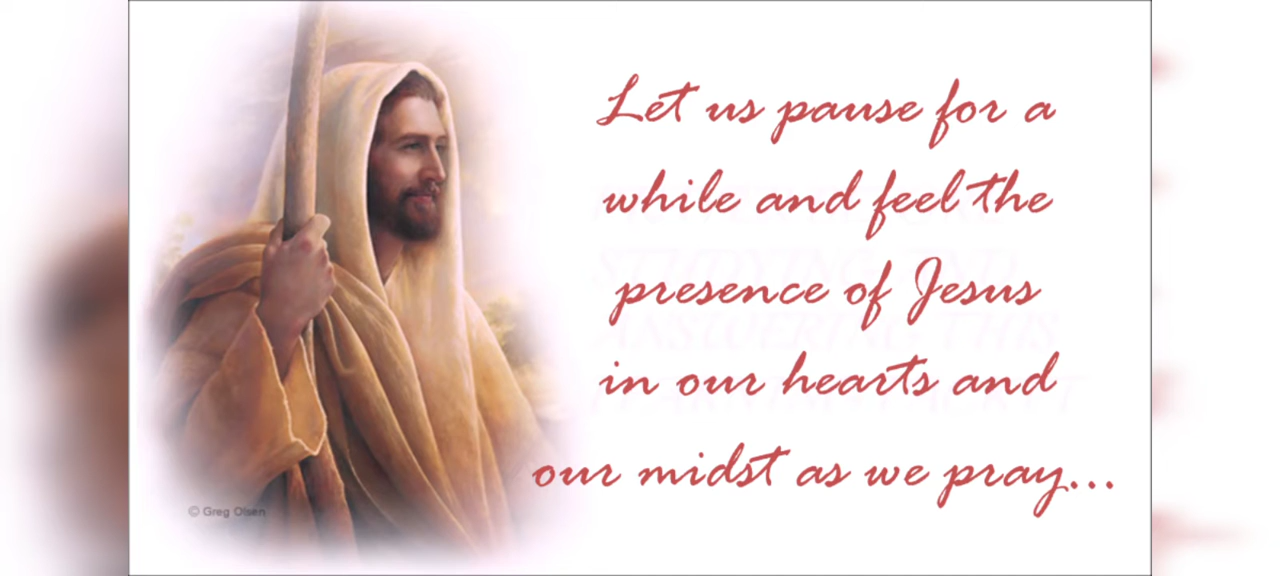 Let us pause for a
while and feel the
presence of Jesus
in our hearts and
our midst as we pray...
© Greg Olsen